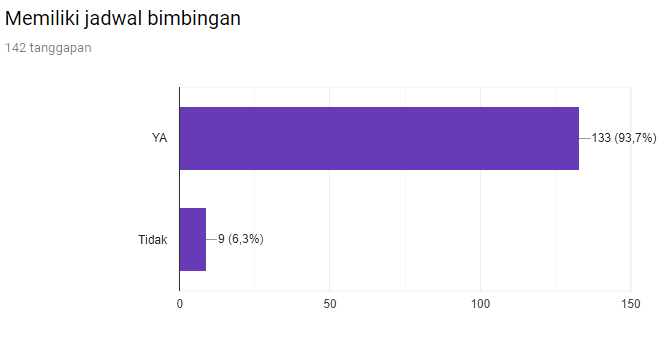 Memiliki jadwal bimbingan
142 tanggapan
YA
133 (93,7%)
Tidak
9 (6,3%)
0
50
100
150